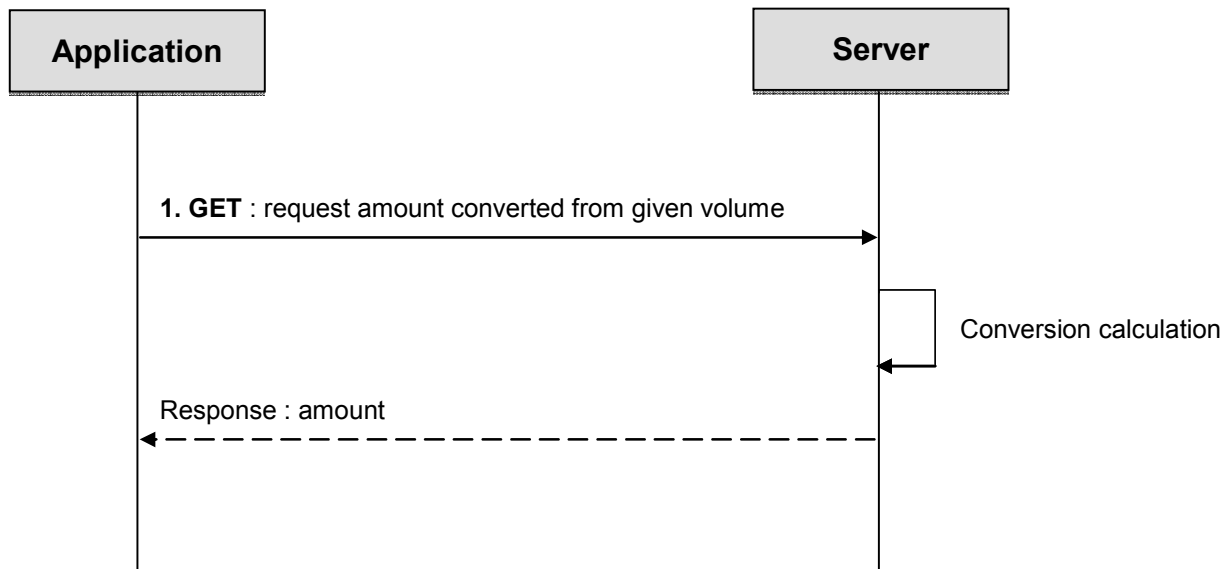 Application
Server
1. GET : request amount converted from given volume
Conversion calculation
Response : amount